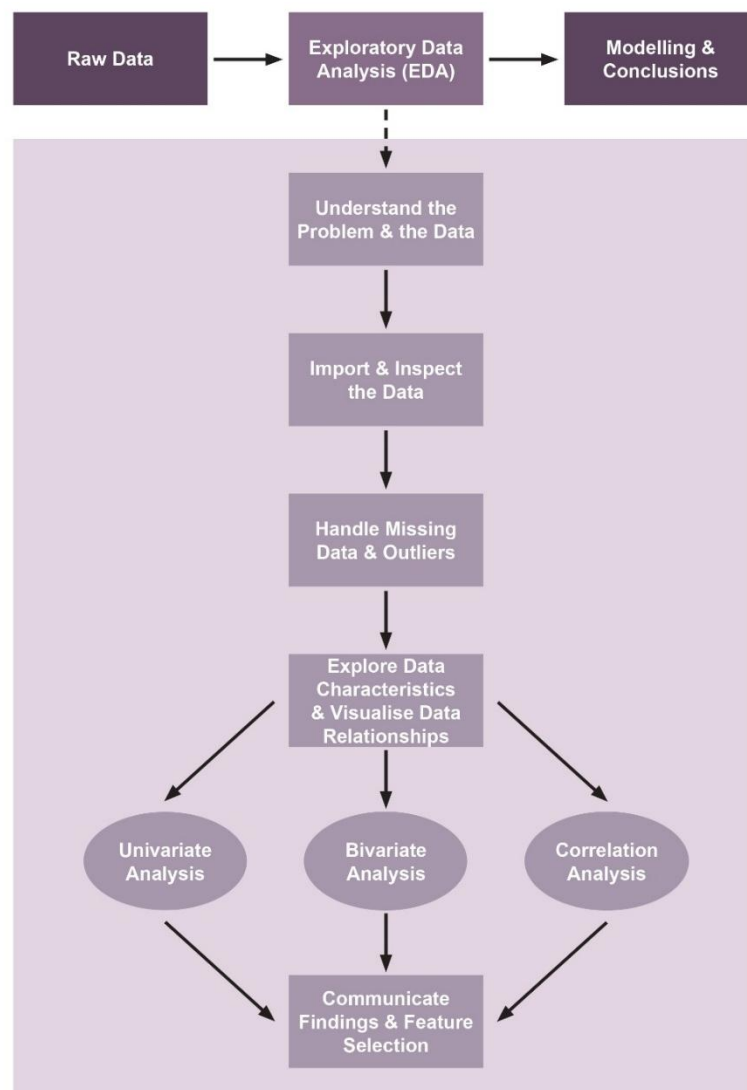 Raw Data
Exploratory Data
Analysis (EDA)
Modelling &
Conclusions
Understand the
Problem & the Data
Import & Inspect
the Data
Handle Missing
Data & Outliers
Explore Data
Characteristics
& Visualise Data
Relationships
Univariate
Analysis
Bivariate
Analysis
Correlation
Analysis
Communicate
Findings & Feature
Selection